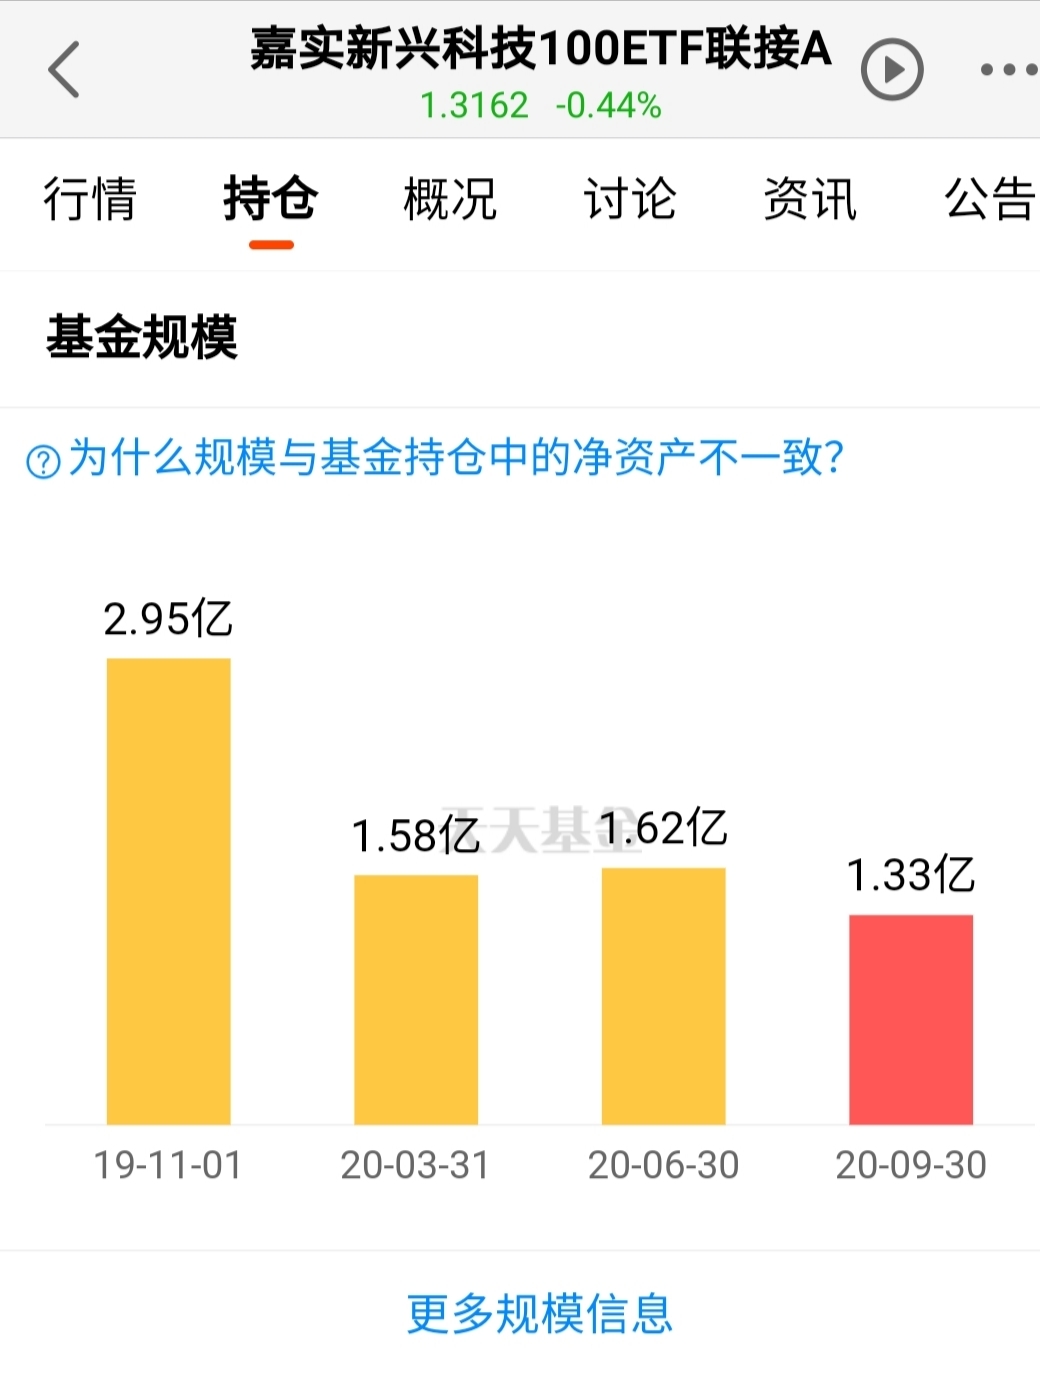 嘉实新兴科技100ETF联接A
1.3162 -0.44%
行情 持仓 概况 讨论 资讯 公告
基金规模
?为什么规模与基金持仓中的净资产不一致?
2.95亿
天天基金
1.58亿
1.62亿
1.33亿
19-11-01 20-03-31 20-06-30 20-09-30
更多规模信息